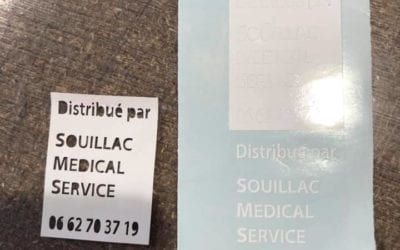 Distribué par
SOUILLAC
MEDICAL
SERVICE
06 62 70 37 19
Distribué par
SOUILLAC
MEDICAL
SERVICE